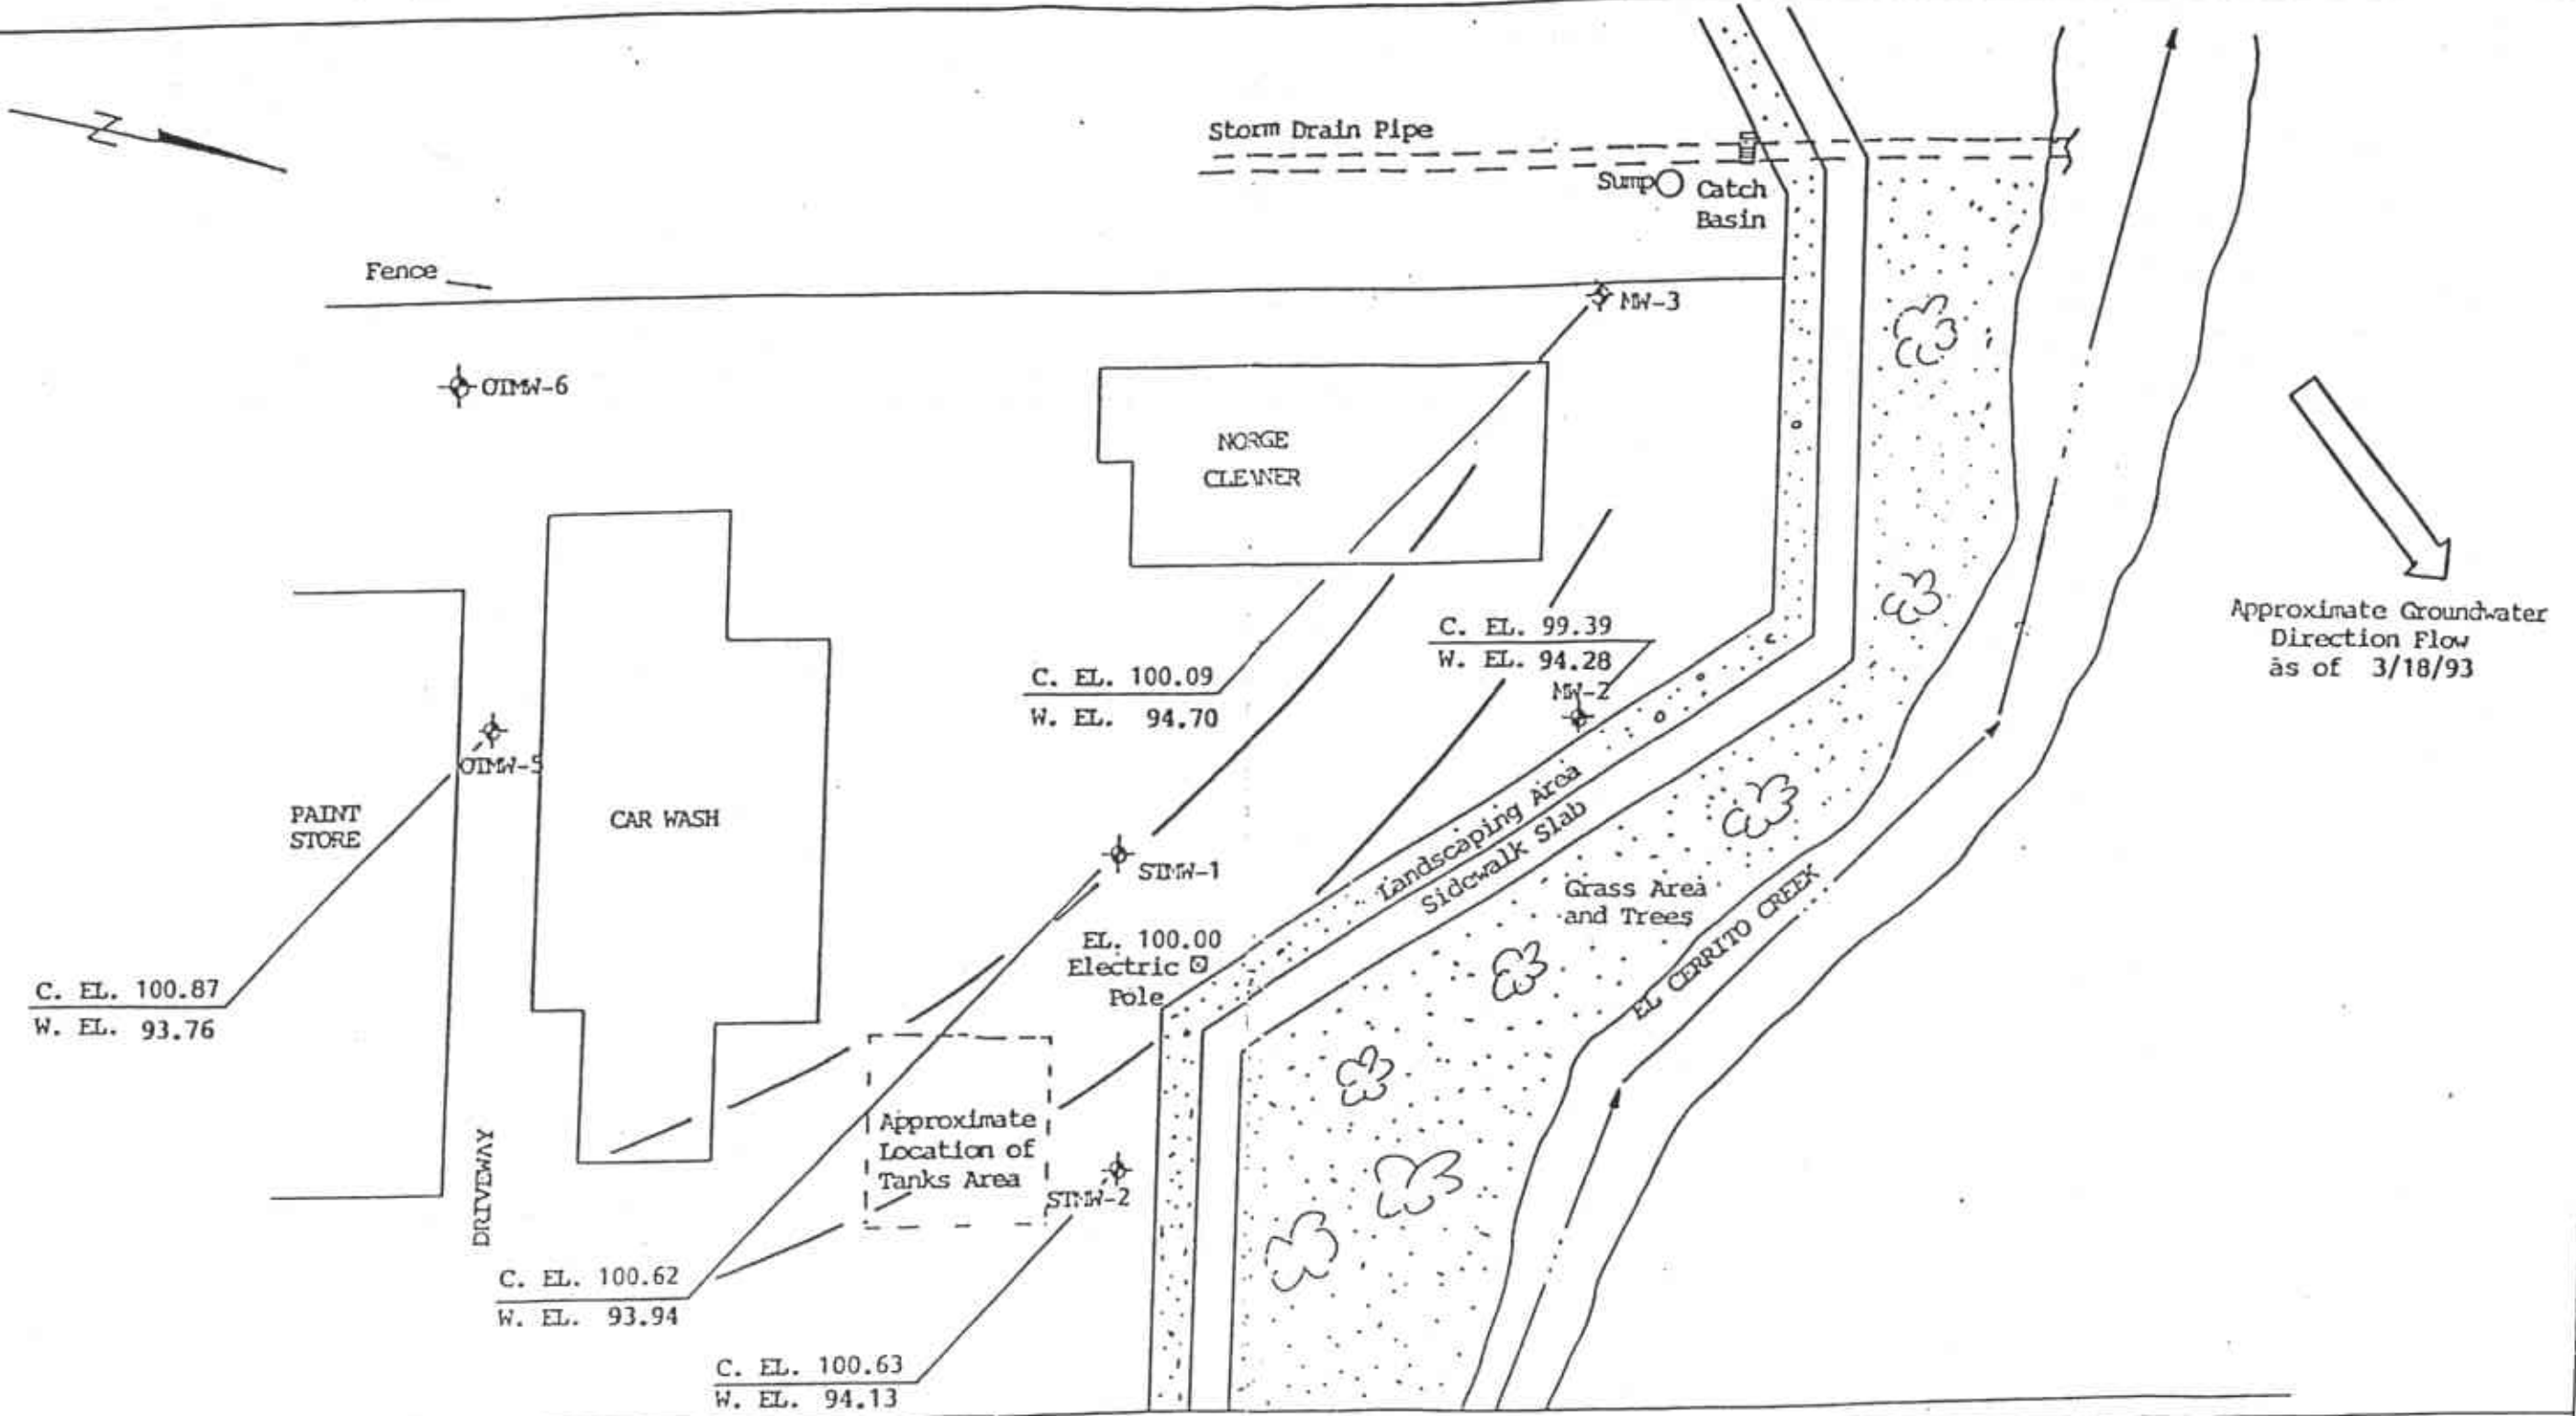 N
Storm Drain Pipe
Sump
Catch
Basin
Fence
MW-3
OTMW-6
NORGE
CLEANER
Approximate Groundwater
Direction Flow
as of 3/18/93
C. EL. 99.39
W. EL. 94.28
MW-2
C. EL. 100.09
W. EL. 94.70
OTMW-5
PAINT
STORE
CAR WASH
STMW-1
Landscaping Area
Sidewalk Slab
Grass Area
and Trees
EL CERRITO CREEK
EL. 100.00
Electric
Pole
C. EL. 100.87
W. EL. 93.76
Approximate
Location of
Tanks Area
STMW-2
DRIVEWAY
C. EL. 100.62
W. EL. 93.94
C. EL. 100.63
W. EL. 94.13